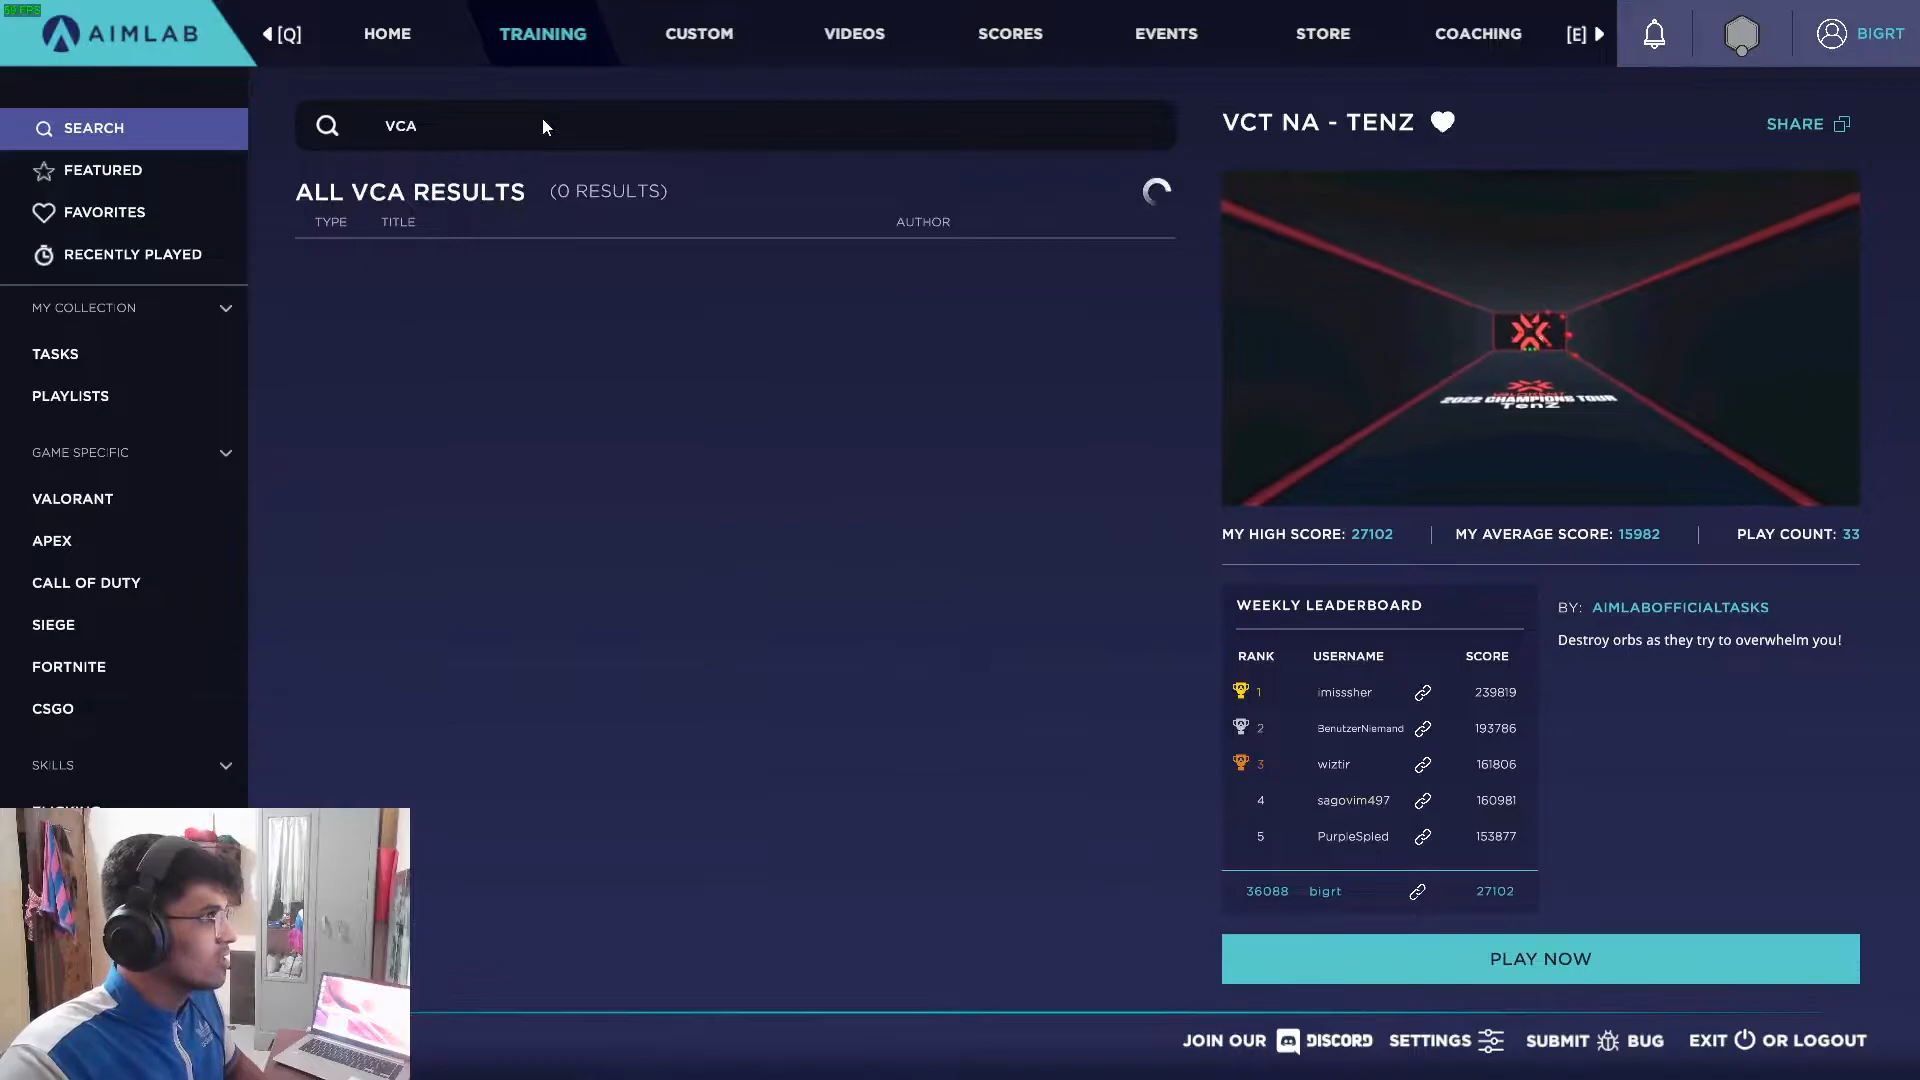 59 FPS
AIMLAB
[Q]
HOME
TRAINING
CUSTOM
VIDEOS
SCORES
EVENTS
STORE
COACHING
[E]
BIGRT
SEARCH
FEATURED
FAVORITES
RECENTLY PLAYED
MY COLLECTION
TASKS
PLAYLISTS
GAME SPECIFIC
VALORANT
APEX
CALL OF DUTY
SIEGE
FORTNITE
CSGO
SKILLS
VCA
ALL VCA RESULTS (0 RESULTS)
TYPE TITLE AUTHOR
VCT NA - TENZ
SHARE
2022 CHAMPIONS TOUR
TenZ
MY HIGH SCORE: 27102
MY AVERAGE SCORE: 15982
PLAY COUNT: 33
WEEKLY LEADERBOARD
RANK USERNAME SCORE
1 imisssher 239819
2 BenutzerNiemand 193786
3 wiztir 161806
4 sagovim497 160981
5 PurpleSpled 153877
36088 bigrt 27102
BY: AIMLABOFFICIALTASKS
Destroy orbs as they try to overwhelm you!
PLAY NOW
JOIN OUR DISCORD
SETTINGS
SUBMIT BUG
EXIT OR LOGOUT